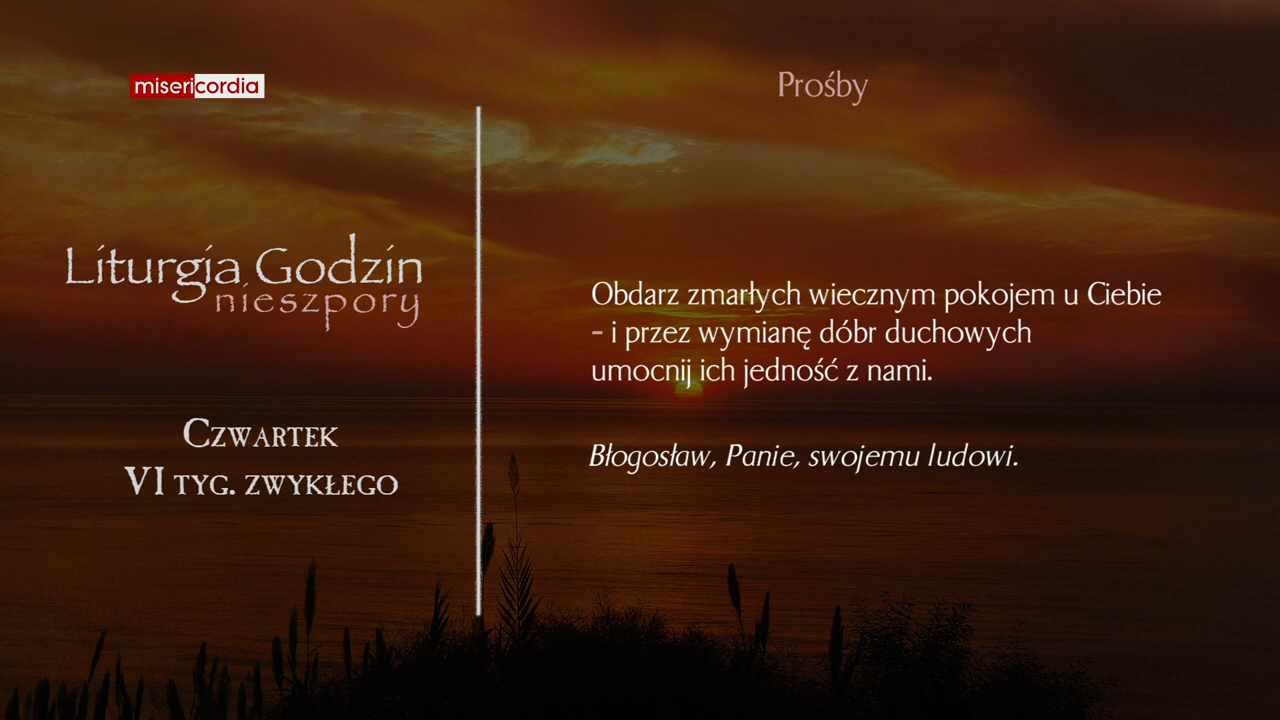 misericordia
Liturgia Godzin
nieszpory
Czwartek
VI tyg. zwykłego
Prośby
Obdarz zmarłych wiecznym pokojem u Ciebie
- i przez wymianę dóbr duchowych
umocnij ich jedność z nami.
Błogosław, Panie, swojemu ludowi.